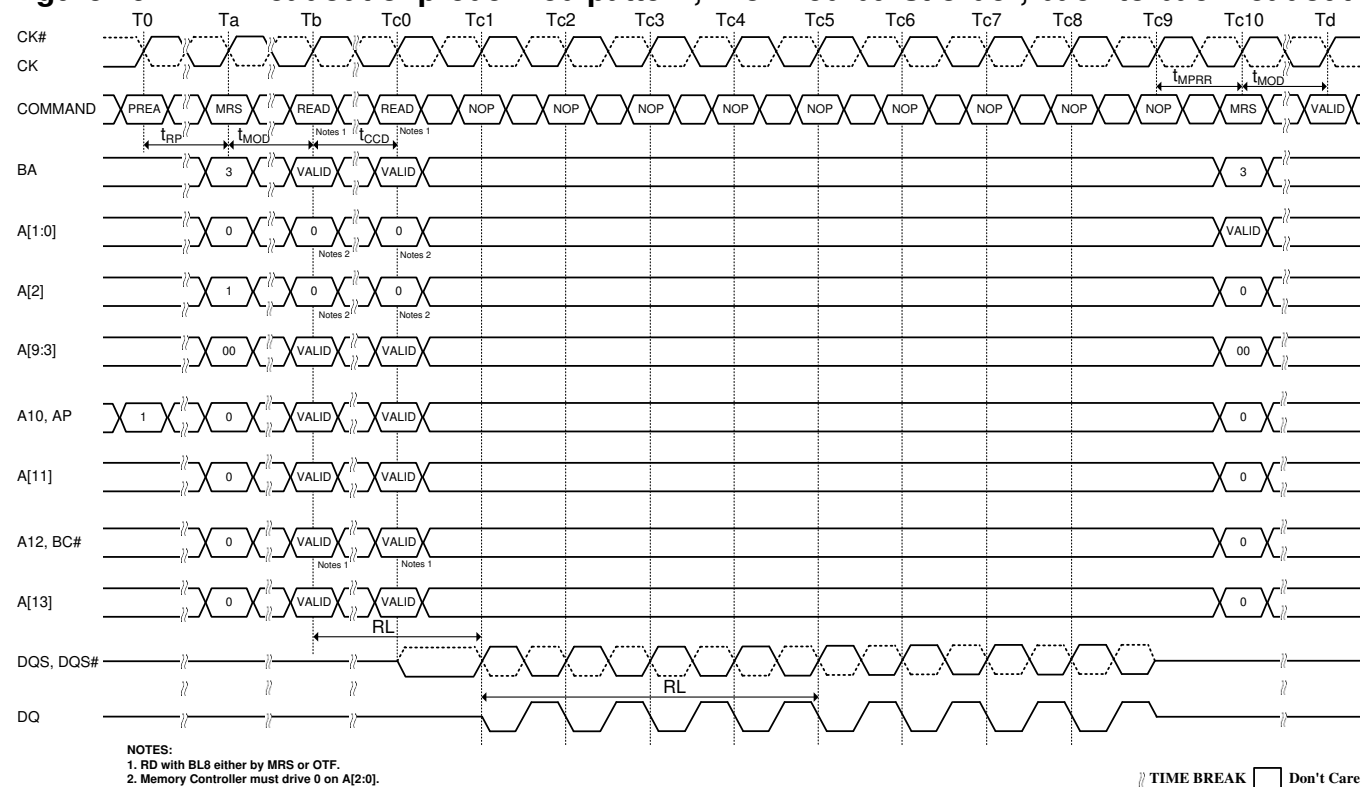 T0 Ta Tb Tc0 Tc1 Tc2 Tc3 Tc4 Tc5 Tc6 Tc7 Tc8 Tc9 Tc10 Td
CK#
CK
tMPRR tMOD
COMMAND PREA MRS READ READ NOP NOP NOP NOP NOP NOP NOP NOP NOP MRS VALID
Notes 1 Notes 1
tRP tMOD tCCD
BA 3 VALID VALID 3
A[1:0] 0 0 0 VALID
Notes 2 Notes 2
A[2] 1 0 0 0
Notes 2 Notes 2
A[9:3] 00 VALID VALID 00
A10, AP 1 0 VALID VALID 0
A[11] 0 VALID VALID 0
A12, BC# 0 VALID VALID 0
Notes 1 Notes 1
A[13] 0 VALID VALID 0
RL
DQS, DQS#
RL
DQ
NOTES:
1. RD with BL8 either by MRS or OTF.
2. Memory Controller must drive 0 on A[2:0].
TIME BREAK Don't Care